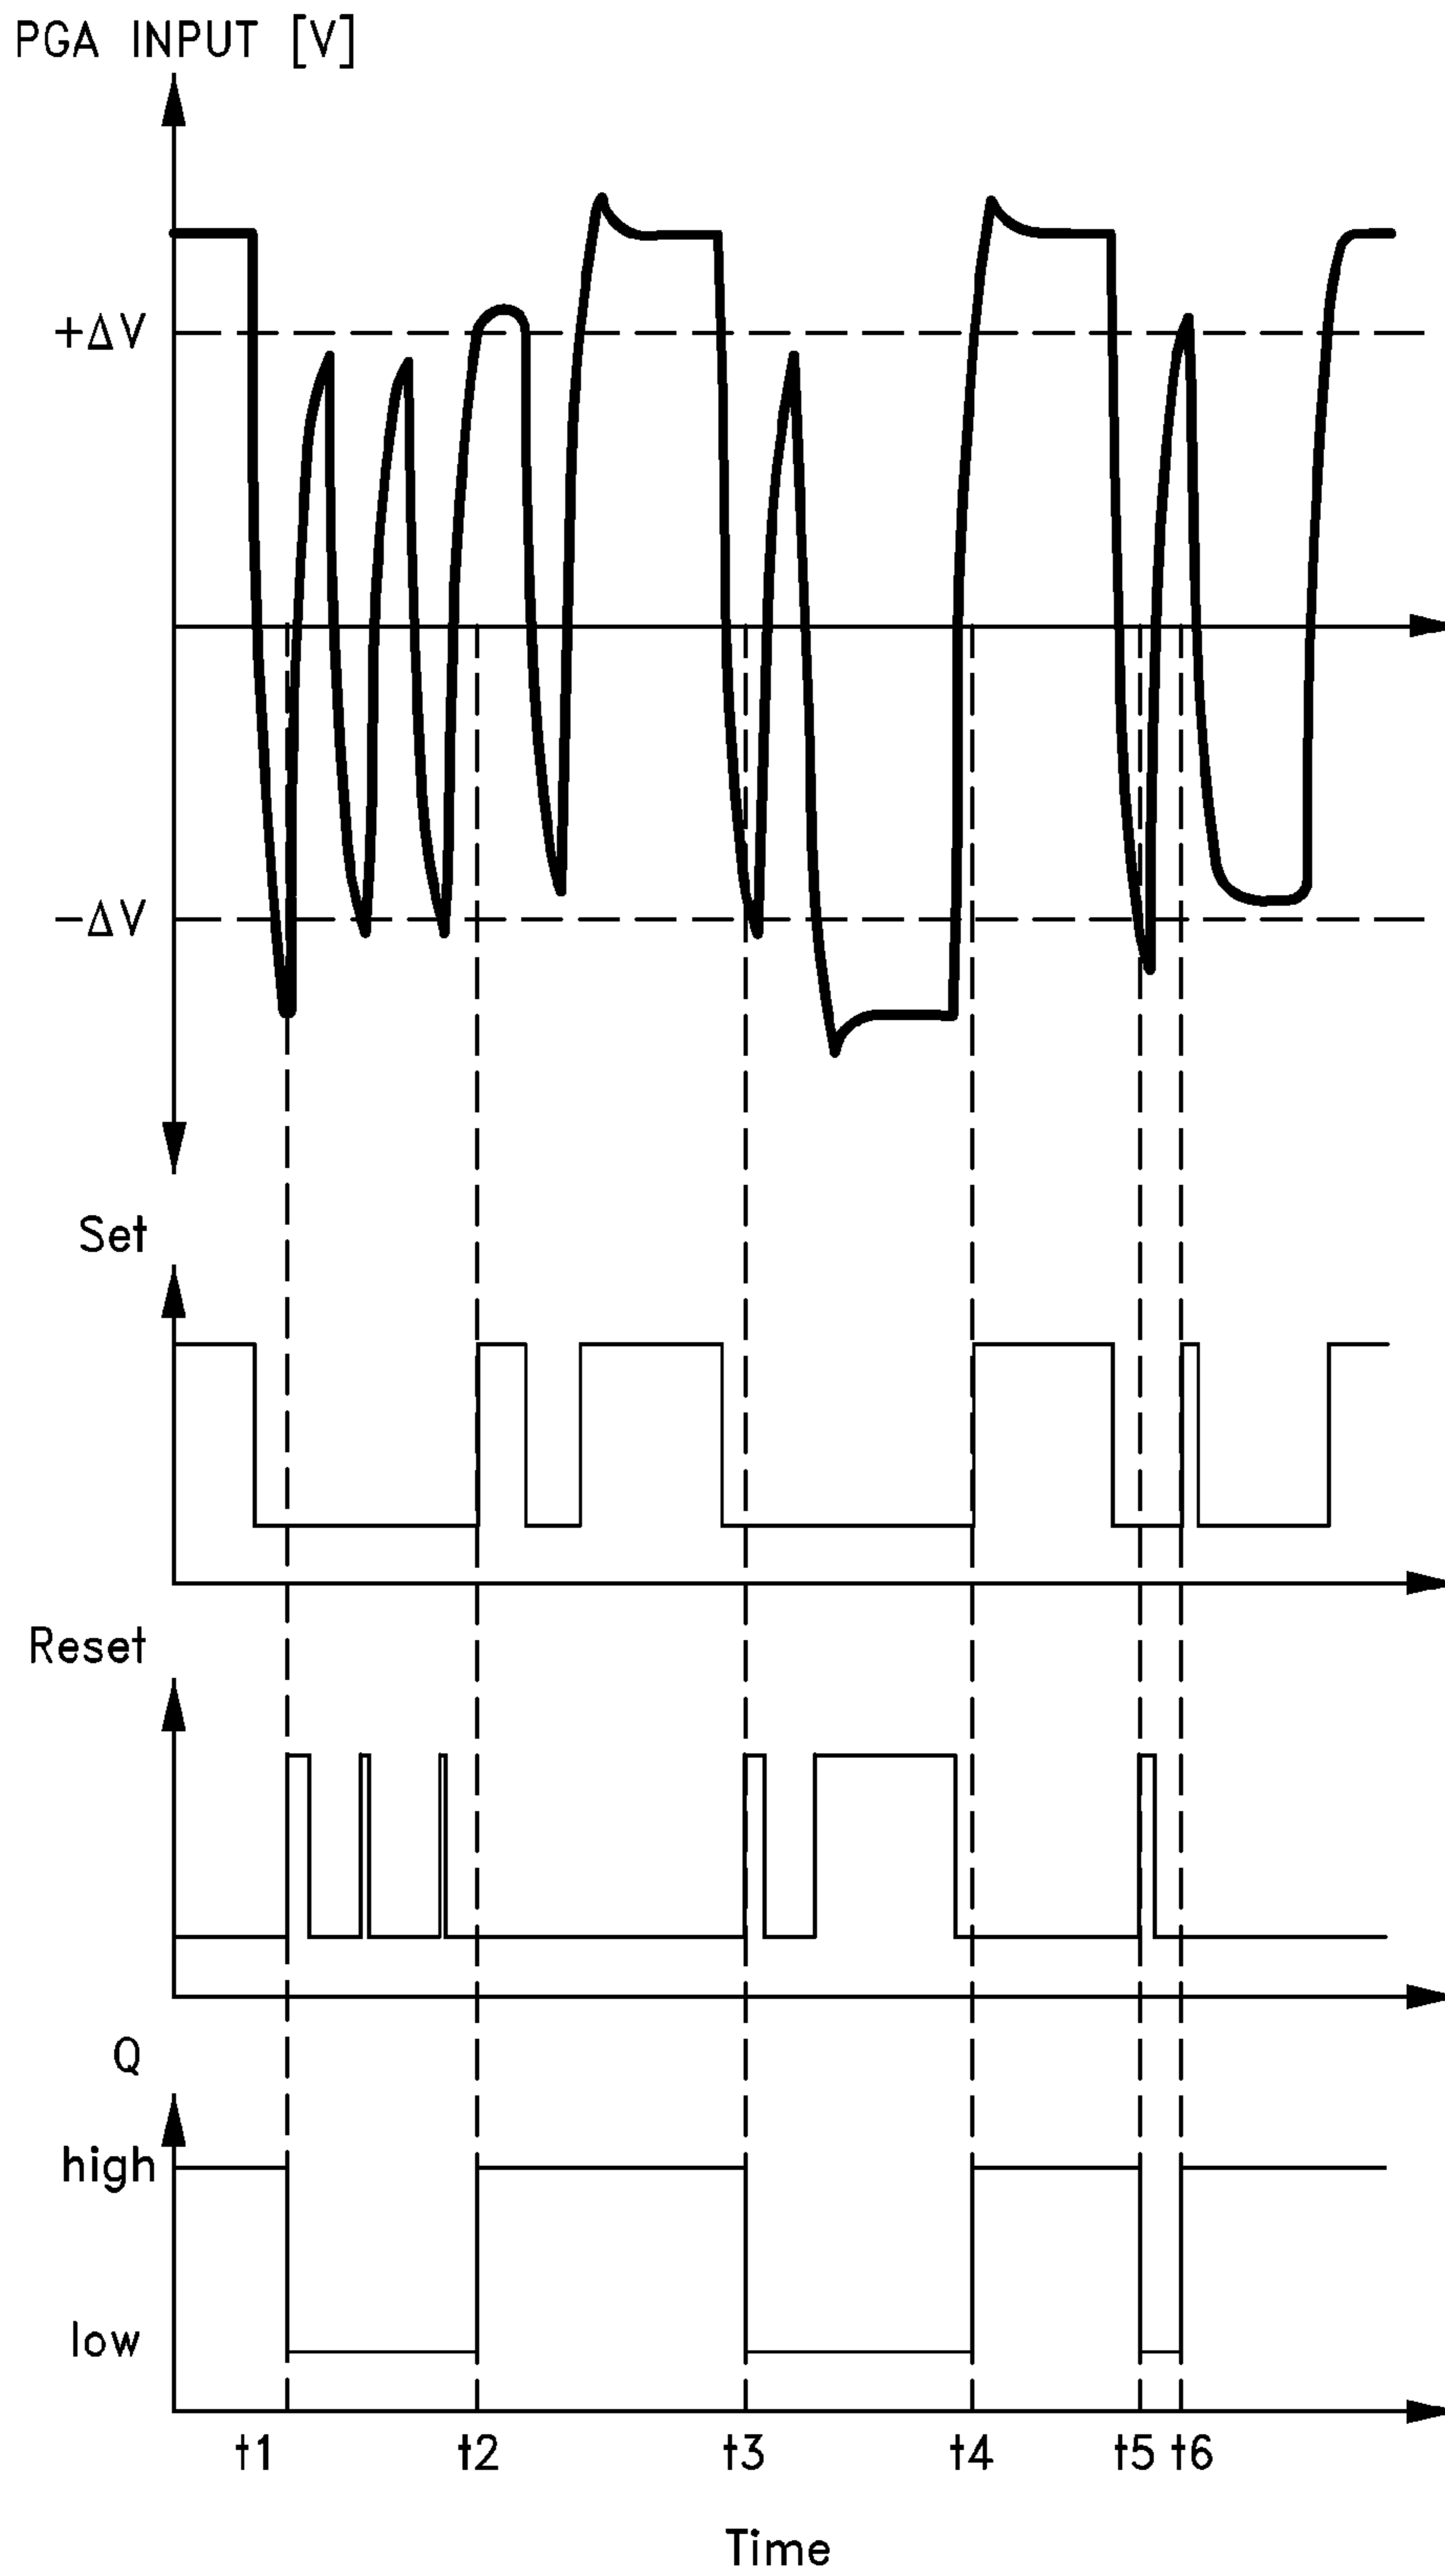 PGA INPUT [V]
+ΔV
-ΔV
Set
Reset
Q
high
low
t1 t2 t3 t4 t5 t6
Time